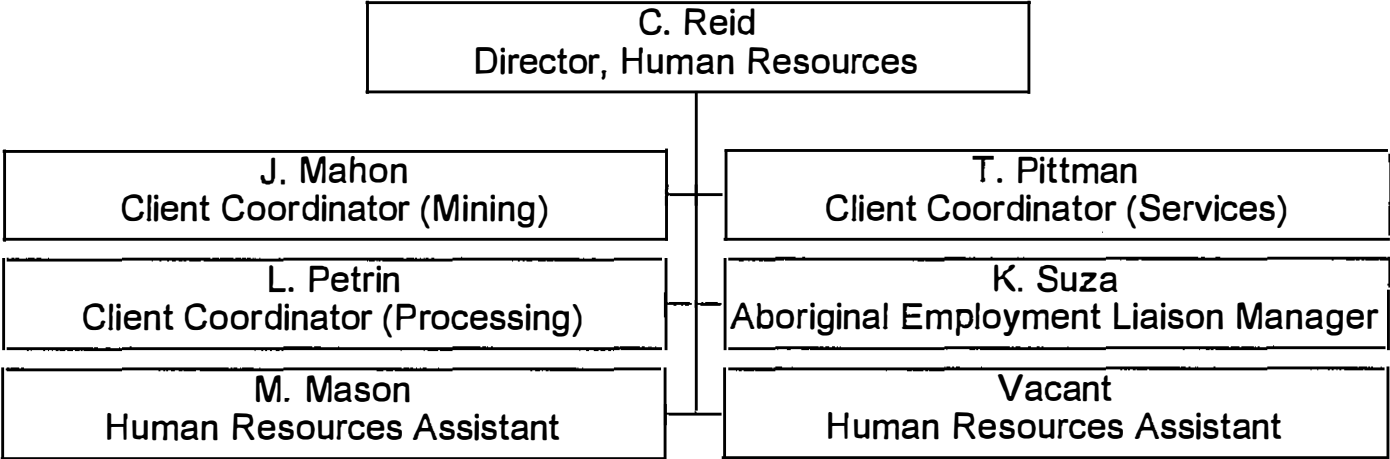 C. Reid
Director, Human Resources
J. Mahon
Client Coordinator (Mining)
T. Pittman
Client Coordinator (Services)
L. Petrin
Client Coordinator (Processing)
K. Suza
Aboriginal Employment Liaison Manager
M. Mason
Human Resources Assistant
Vacant
Human Resources Assistant